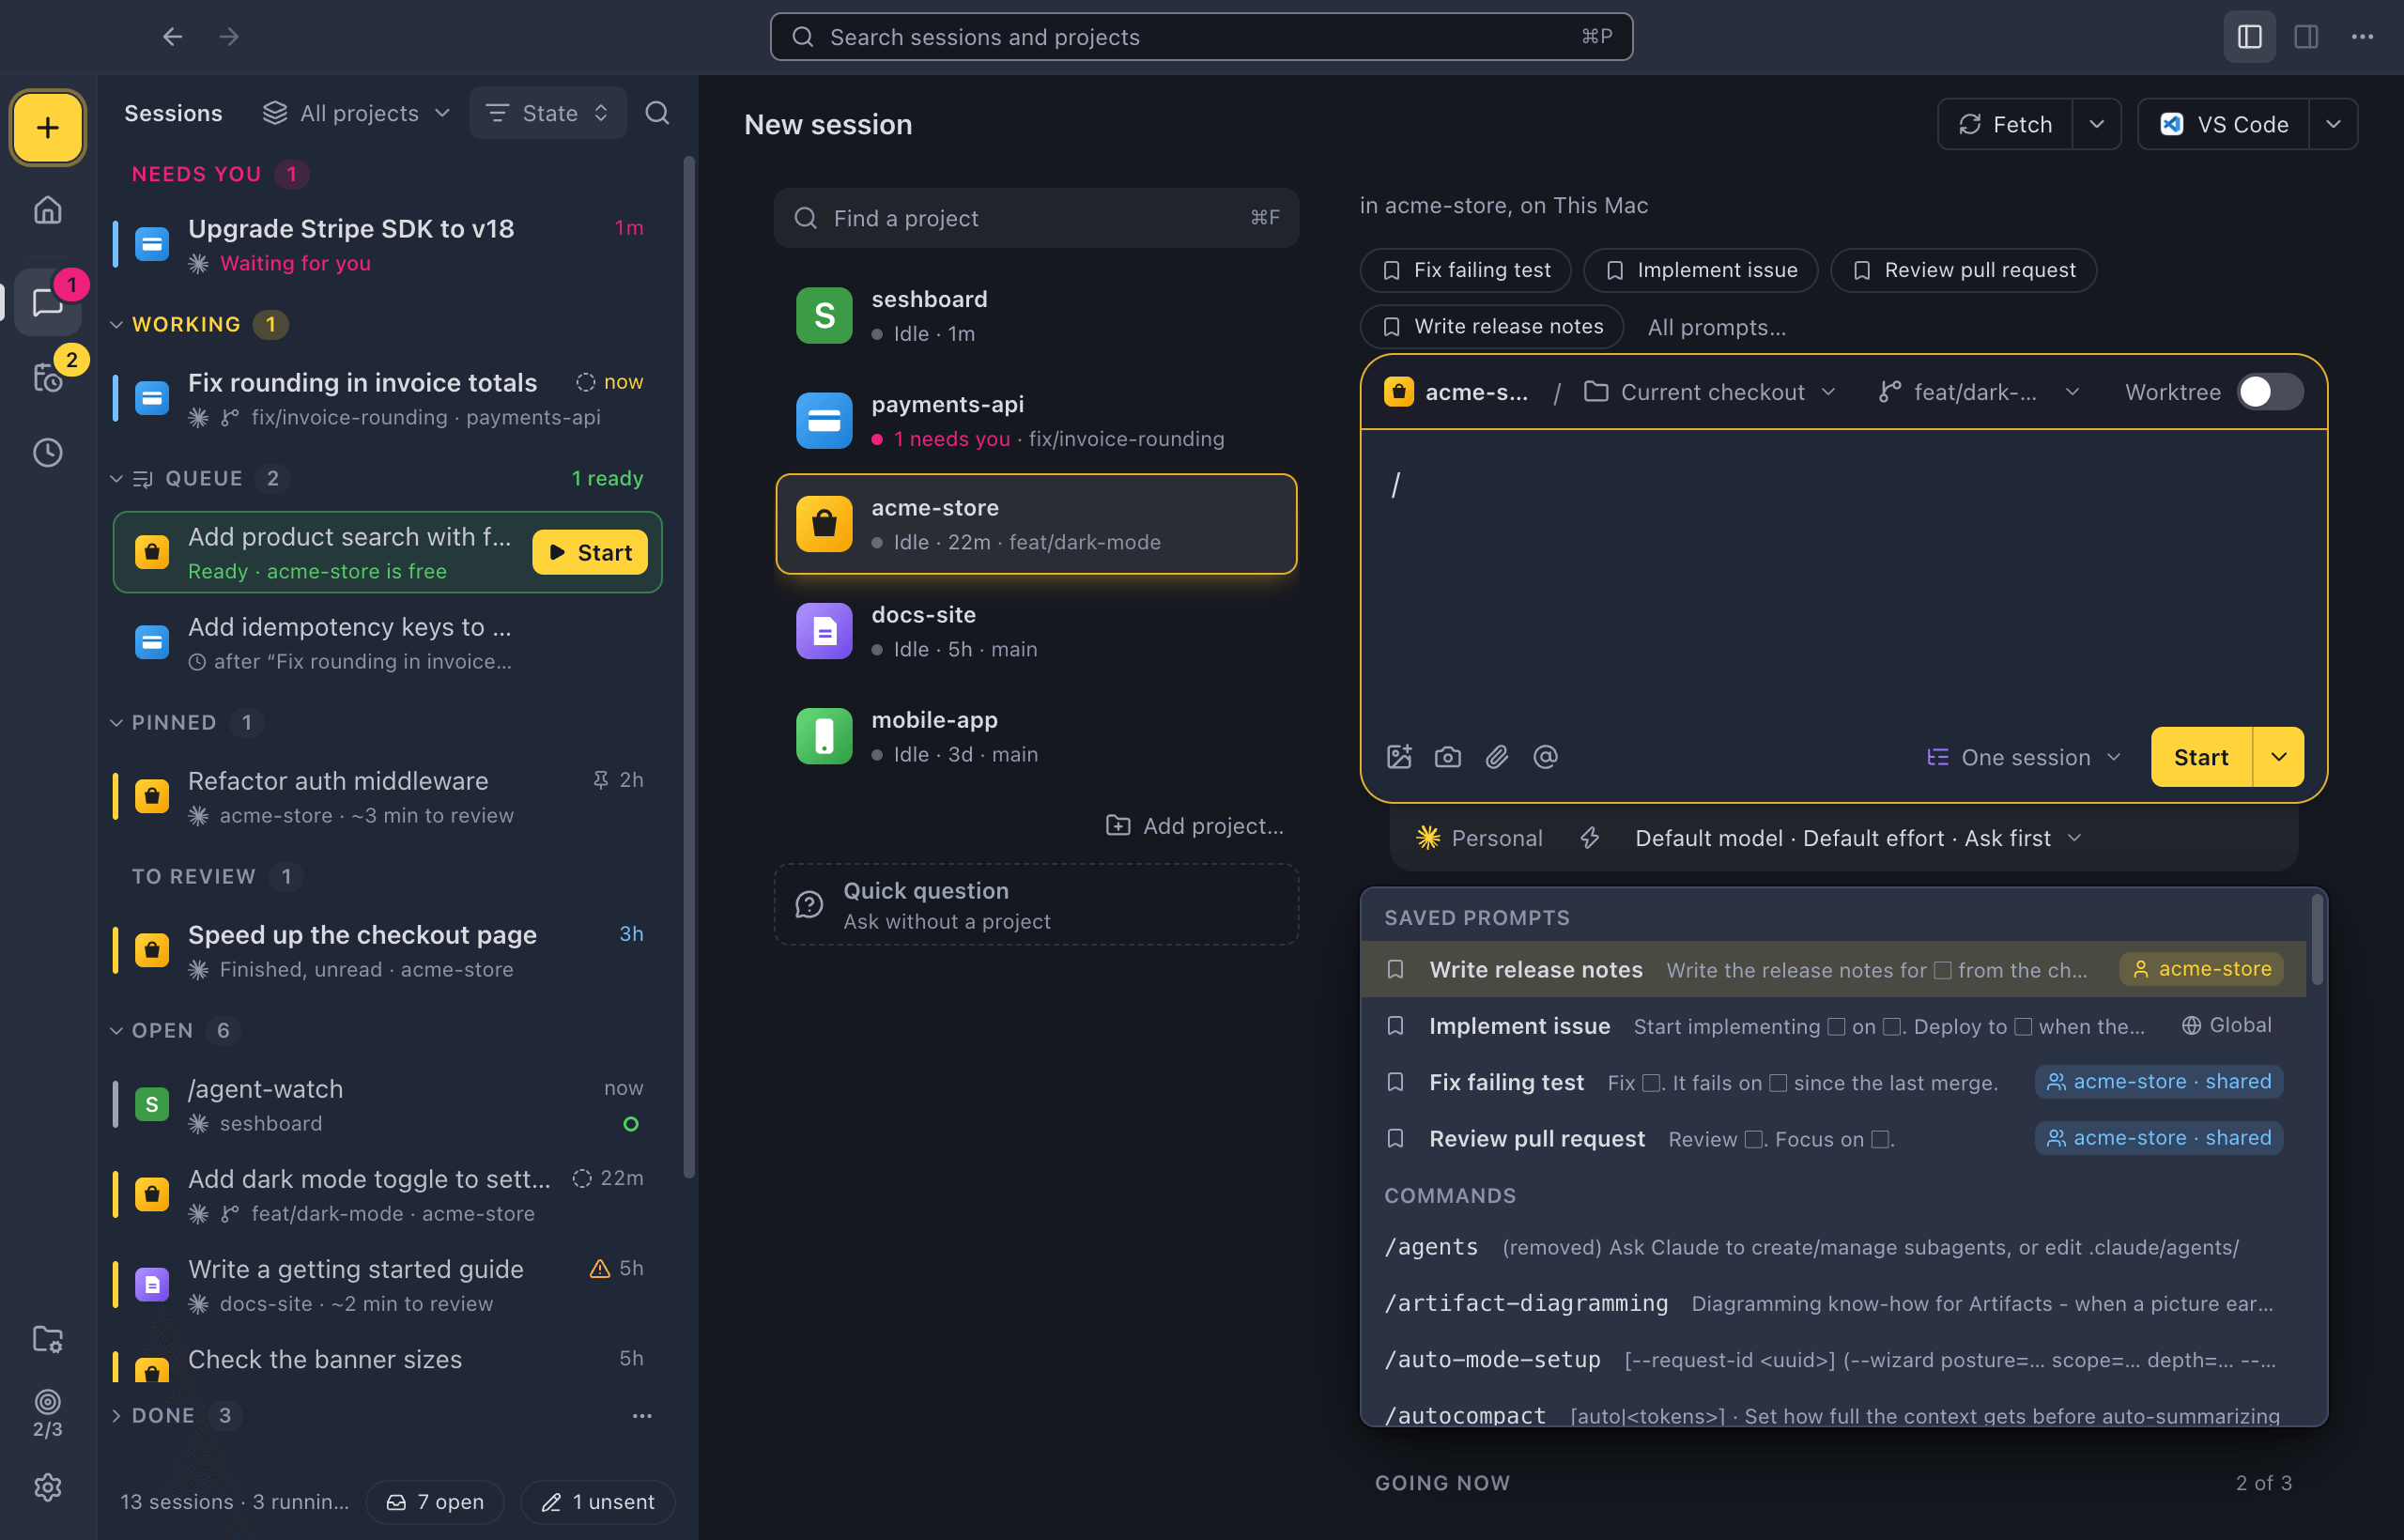 Search sessions and projects ⌘P
Sessions All projects State
NEEDS YOU 1
Upgrade Stripe SDK to v18 1m
Waiting for you
WORKING 1
Fix rounding in invoice totals now
fix/invoice-rounding · payments-api
QUEUE 2 1 ready
Add product search with f... Start
Ready · acme-store is free
Add idempotency keys to ...
after “Fix rounding in invoice...
PINNED 1
Refactor auth middleware 2h
acme-store · ~3 min to review
TO REVIEW 1
Speed up the checkout page 3h
Finished, unread · acme-store
OPEN 6
/agent-watch now
S seshboard
Add dark mode toggle to sett... 22m
feat/dark-mode · acme-store
Write a getting started guide 5h
docs-site · ~2 min to review
Check the banner sizes 5h
DONE 3
13 sessions · 3 runnin... 7 open 1 unsent
1
2
2/3
New session
Fetch VS Code
Find a project ⌘F
S seshboard
Idle · 1m
payments-api
1 needs you · fix/invoice-rounding
acme-store
Idle · 22m · feat/dark-mode
docs-site
Idle · 5h · main
mobile-app
Idle · 3d · main
Add project...
Quick question
Ask without a project
in acme-store, on This Mac
Fix failing test Implement issue Review pull request
Write release notes All prompts...
acme-s... / Current checkout feat/dark-... Worktree
/
One session Start
Personal Default model · Default effort · Ask first
SAVED PROMPTS
Write release notes Write the release notes for □ from the ch... acme-store
Implement issue Start implementing □ on □. Deploy to □ when the... Global
Fix failing test Fix □. It fails on □ since the last merge. acme-store · shared
Review pull request Review □. Focus on □. acme-store · shared
COMMANDS
/agents (removed) Ask Claude to create/manage subagents, or edit .claude/agents/
/artifact-diagramming Diagramming know-how for Artifacts - when a picture ear...
/auto-mode-setup [--request-id <uuid>] (--wizard posture=... scope=... depth=... --...
/autocompact [auto|<tokens>] · Set how full the context gets before auto-summarizing
GOING NOW 2 of 3